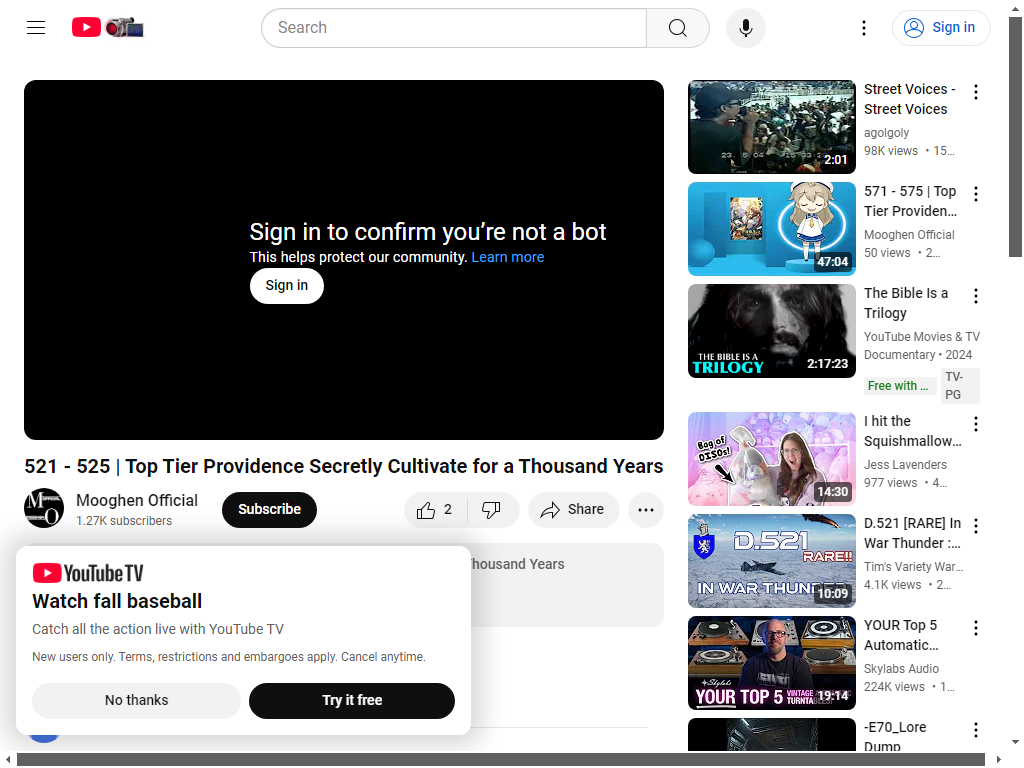 Search
Sign in
Sign in to confirm you’re not a bot
This helps protect our community. Learn more
Sign in
521 - 525 | Top Tier Providence Secretly Cultivate for a Thousand Years
Mooghen Official
1.27K subscribers
Subscribe
2
Share
housand Years
YouTube TV
Watch fall baseball
Catch all the action live with YouTube TV
New users only. Terms, restrictions and embargoes apply. Cancel anytime.
No thanks
Try it free
Street Voices -
Street Voices
agolgoly
98K views • 15…
2:01
571 - 575 | Top
Tier Providen…
Mooghen Official
50 views • 2…
47:04
The Bible Is a
Trilogy
YouTube Movies & TV
Documentary • 2024
Free with …
TV-
PG
THE BIBLE IS A
TRILOGY
2:17:23
I hit the
Squishmallow…
Jess Lavenders
977 views • 4…
Bag of
DISOs!
14:30
D.521 [RARE] In
War Thunder :…
Tim's Variety War…
4.1K views • 2…
D.521
RARE!!
IN WAR THUNDER
10:09
YOUR Top 5
Automatic…
Skylabs Audio
224K views • 1…
Skylabs
YOUR TOP 5 VINTAGE
19:14
-E70_Lore
Dump